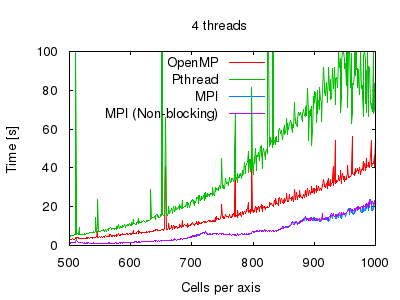 4 threads
OpenMP
Pthread
MPI
MPI (Non-blocking)
Time [s]
100
80
60
40
20
0
500
600
700
800
900
1000
Cells per axis